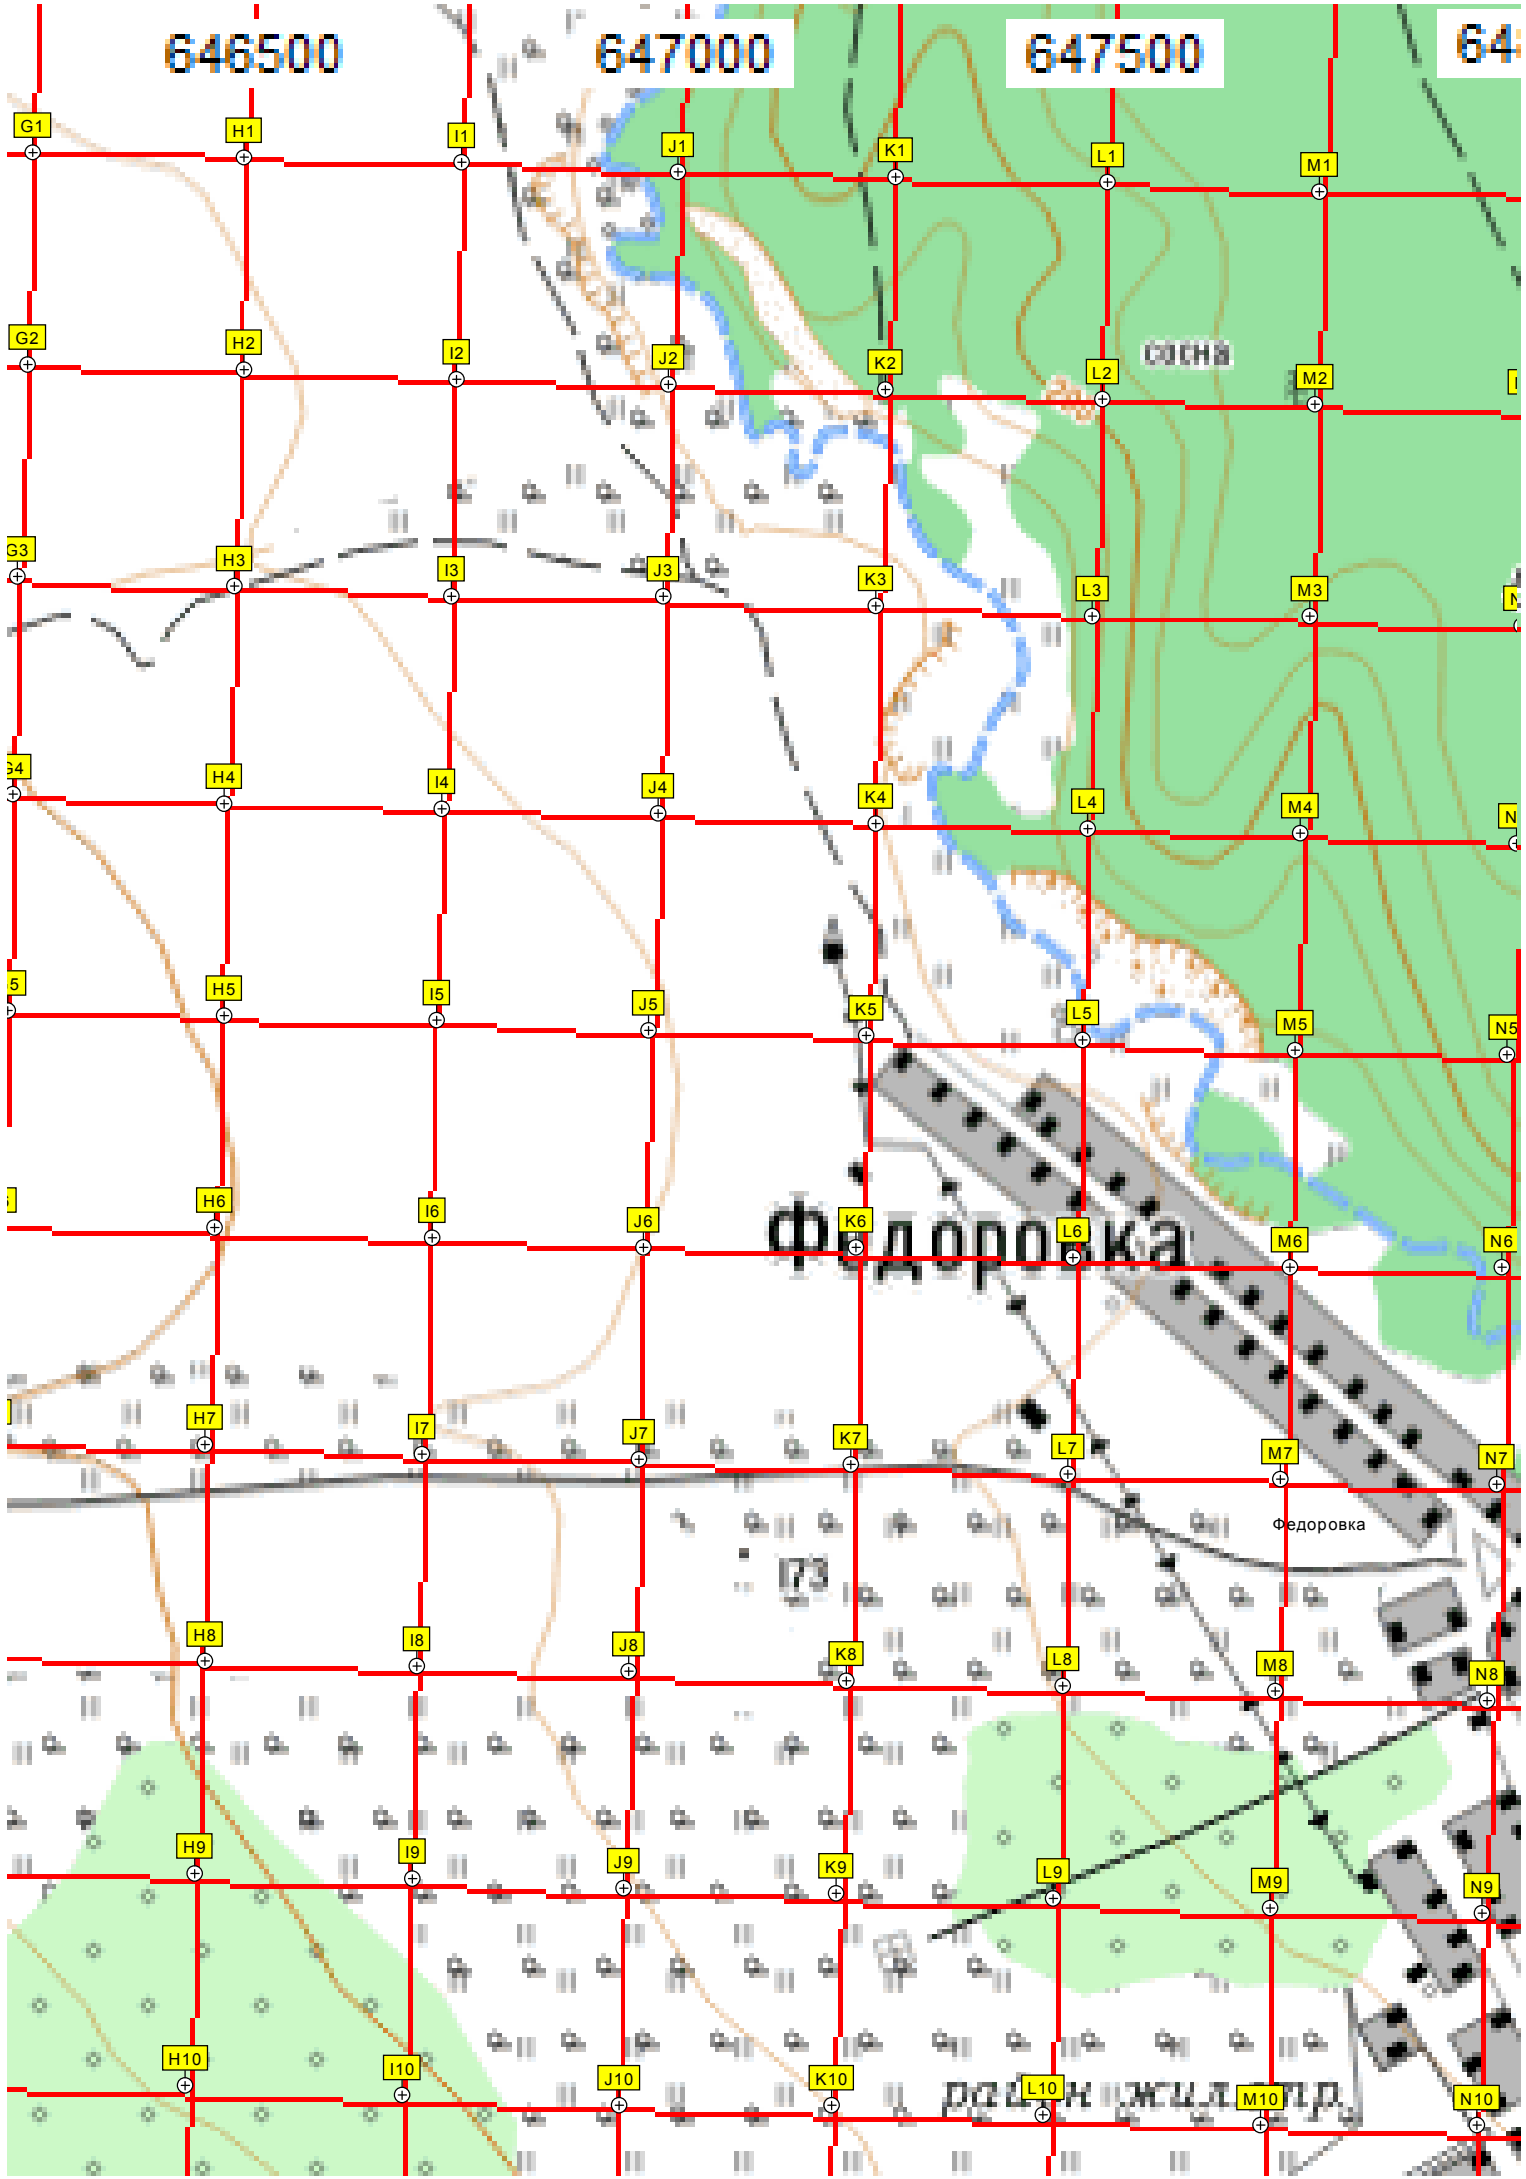 646500 647000 647500
G1 H1 I1 J1 K1 L1 M1
G2 H2 I2 J2 K2 L2 M2
сосна
G3 H3 I3 J3 K3 L3 M3 N
G4 H4 I4 J4 K4 L4 M4 N
5 H5 I5 J5 K5 L5 M5 N5
H6 I6 J6 K6 L6 M6 N6
Федоровка
H7 I7 J7 K7 L7 M7 N7
Федоровка
173
H8 I8 J8 K8 L8 M8 N8
H9 I9 J9 K9 L9 M9 N9
H10 I10 J10 K10 L10 M10 N10
район жил. стр.